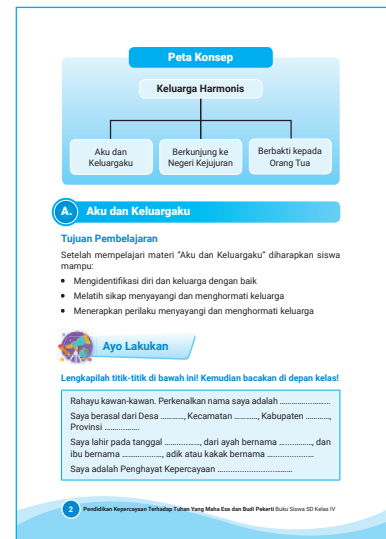 Peta Konsep
Keluarga Harmonis
Aku dan
Keluargaku
Berkunjung ke
Negeri Kejujuran
Berbakti kepada
Orang Tua
A. Aku dan Keluargaku
Tujuan Pembelajaran
Setelah mempelajari materi "Aku dan Keluargaku" diharapkan siswa
mampu:
• Mengidentifikasi diri dan keluarga dengan baik
• Melatih sikap menyayangi dan menghormati keluarga
• Menerapkan perilaku menyayangi dan menghormati keluarga
Ayo Lakukan
Lengkapilah titik-titik di bawah ini! Kemudian bacakan di depan kelas!
Rahayu kawan-kawan. Perkenalkan nama saya adalah ..........................
Saya berasal dari Desa ............, Kecamatan ............, Kabupaten ............,
Provinsi ..................
Saya lahir pada tanggal .................., dari ayah bernama ................., dan
ibu bernama ...................., adik atau kakak bernama ........................
Saya adalah Penghayat Kepercayaan ......................................
2 Pendidikan Kepercayaan Terhadap Tuhan Yang Maha Esa dan Budi Pekerti Buku Siswa SD Kelas IV